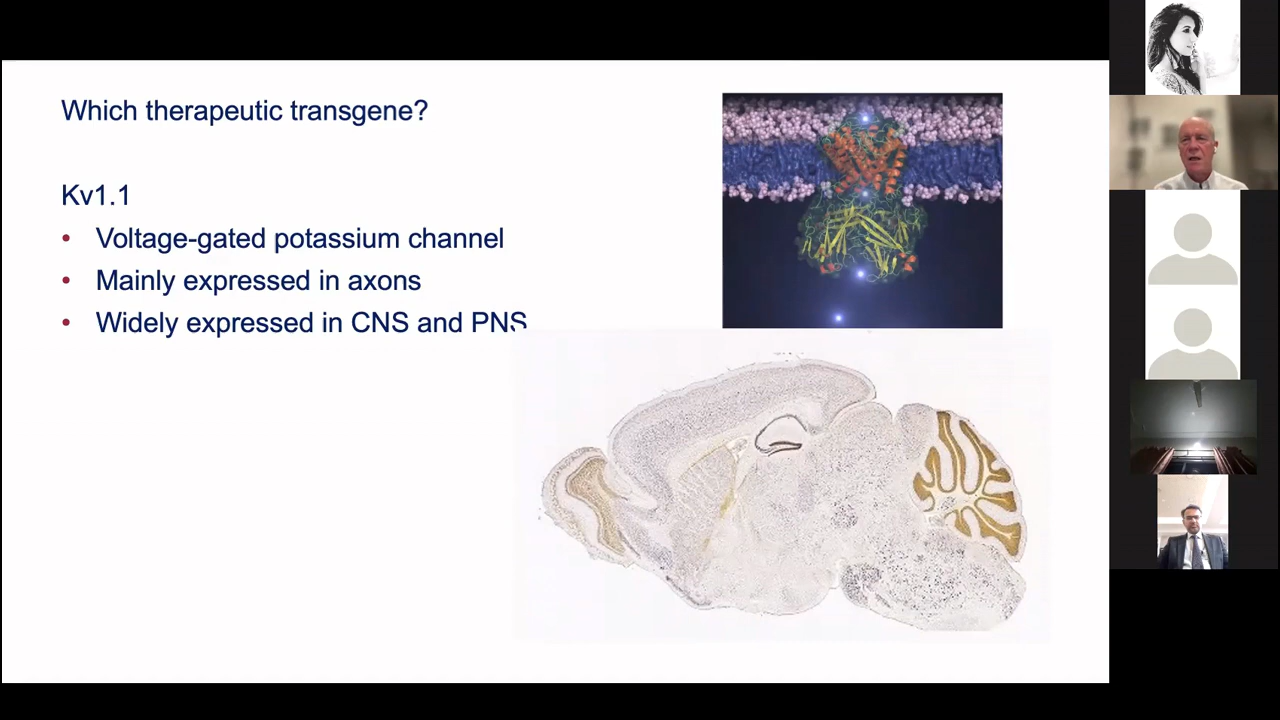 Which therapeutic transgene?
Kv1.1
• Voltage-gated potassium channel
• Mainly expressed in axons
• Widely expressed in CNS and PNS